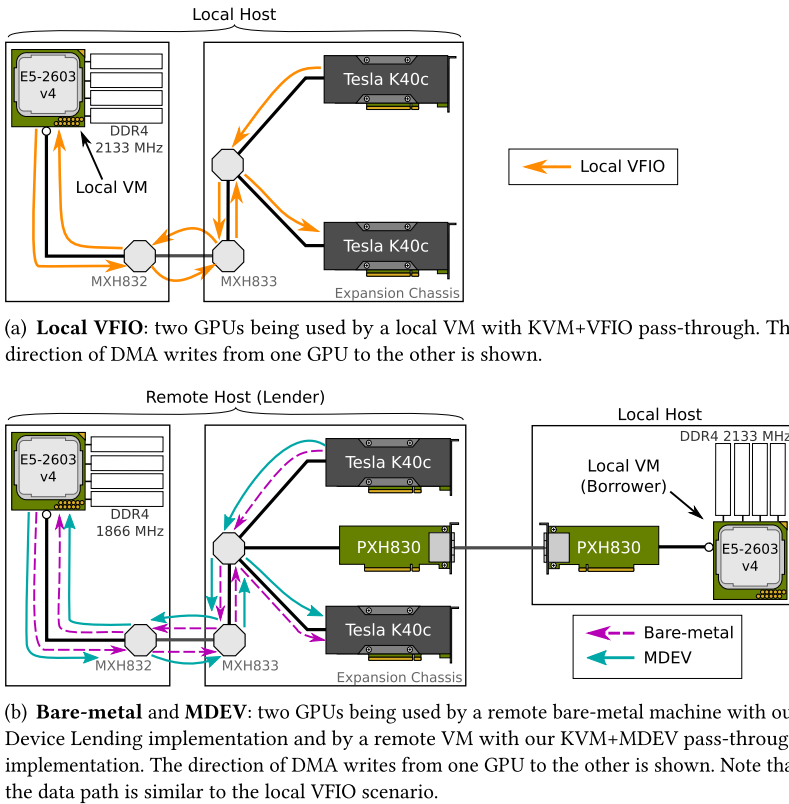 Local Host
E5-2603
v4
DDR4
2133 MHz
Local VM
MXH832
Tesla K40c
Tesla K40c
MXH833
Expansion Chassis
Local VFIO
(a) Local VFIO: two GPUs being used by a local VM with KVM+VFIO pass-through. Th
direction of DMA writes from one GPU to the other is shown.
Remote Host (Lender)
E5-2603
v4
DDR4
1866 MHz
MXH832
Tesla K40c
PXH830
Tesla K40c
MXH833
Expansion Chassis
Local Host
DDR4 2133 MHz
Local VM
(Borrower)
PXH830
E5-2603
v4
Bare-metal
MDEV
(b) Bare-metal and MDEV: two GPUs being used by a remote bare-metal machine with ou
Device Lending implementation and by a remote VM with our KVM+MDEV pass-throug
implementation. The direction of DMA writes from one GPU to the other is shown. Note tha
the data path is similar to the local VFIO scenario.